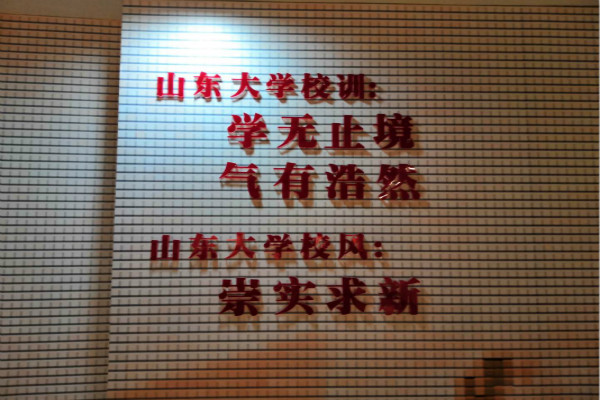 山东大学校训:
学无止境
气有浩然
山东大学校风:
崇实求新